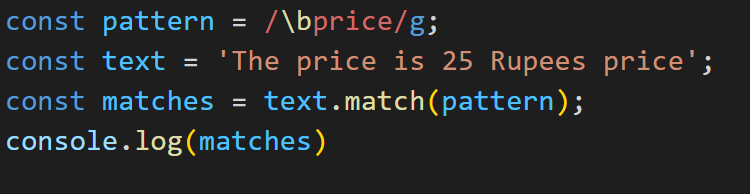 const pattern = /\bprice/g;
const text = 'The price is 25 Rupees price';
const matches = text.match(pattern);
console.log(matches)